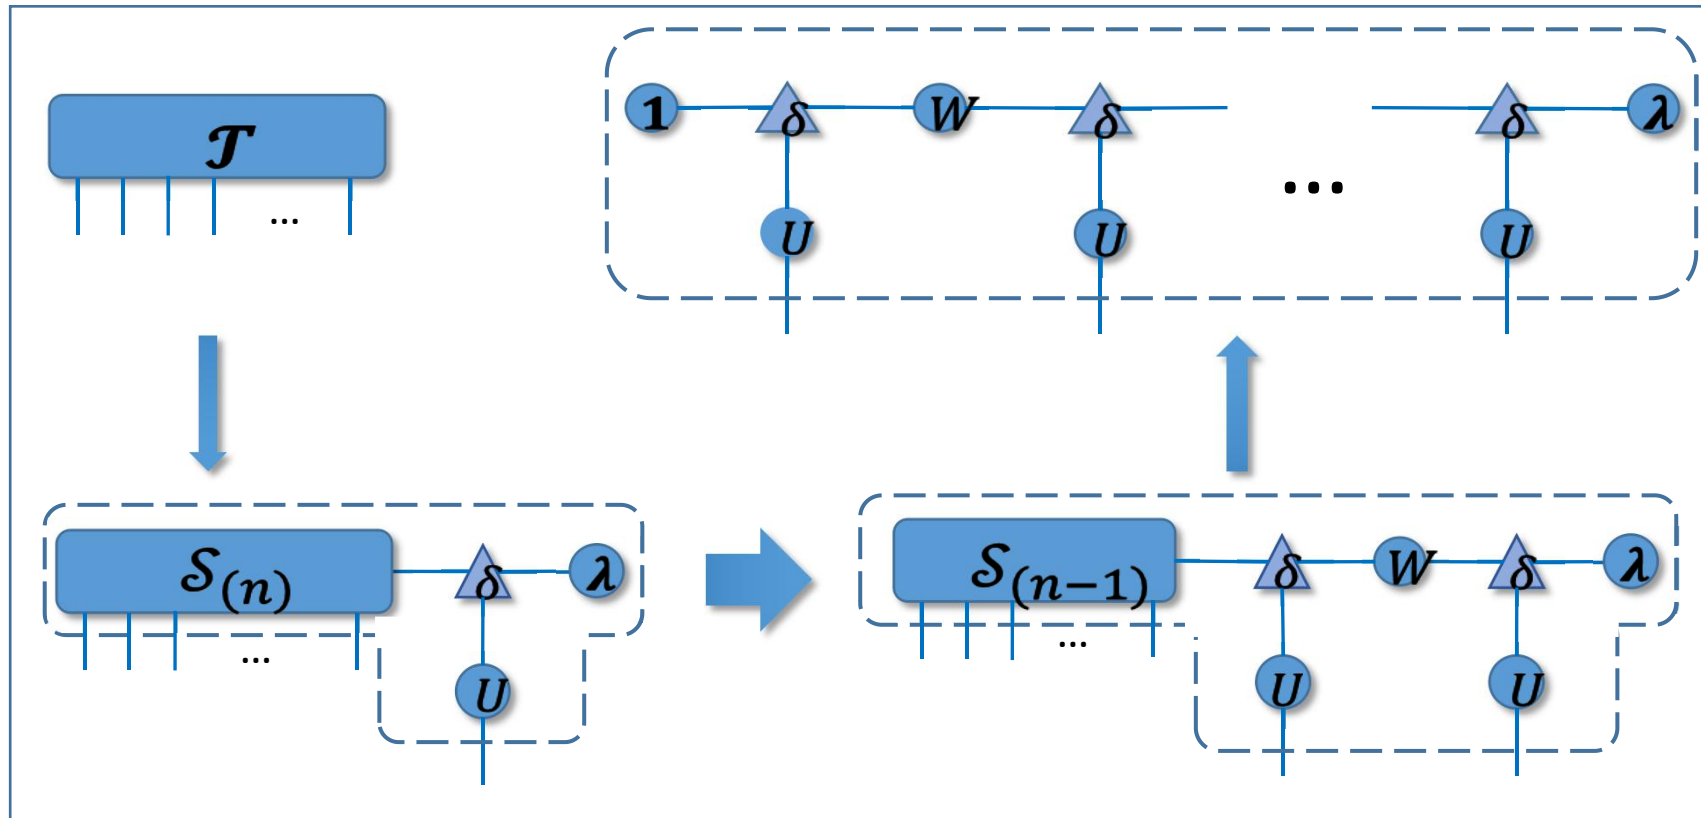 𝒯
...
1 δ W δ δ λ
...
U U U
𝒮(n) δ λ
...
U
𝒮(n−1) δ W δ λ
...
U U